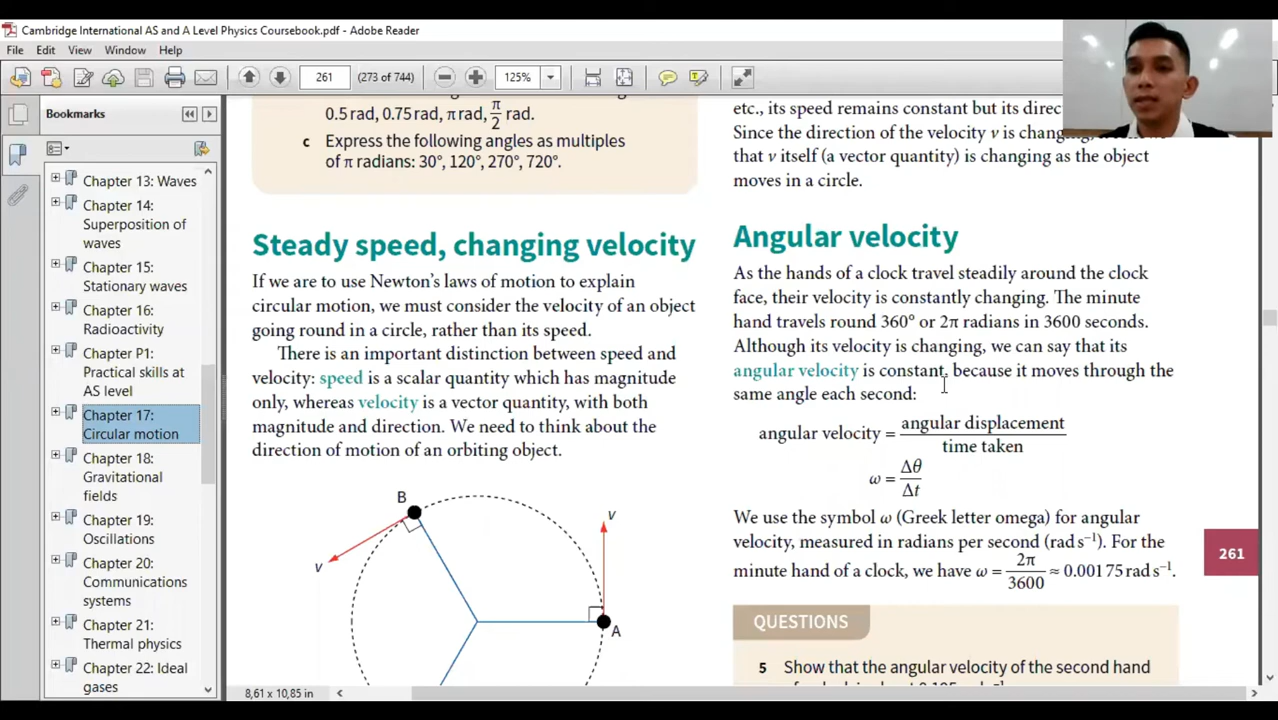 Cambridge International AS and A Level Physics Coursebook.pdf - Adobe Reader
File Edit View Window Help
261 (273 of 744) 125%
Bookmarks
Chapter 13: Waves
Chapter 14:
Superposition of
waves
Chapter 15:
Stationary waves
Chapter 16:
Radioactivity
Chapter P1:
Practical skills at
AS level
Chapter 17:
Circular motion
Chapter 18:
Gravitational
fields
Chapter 19:
Oscillations
Chapter 20:
Communications
systems
Chapter 21:
Thermal physics
Chapter 22: Ideal
gases
0.5 rad, 0.75 rad, π rad, π/2 rad.
c Express the following angles as multiples
of π radians: 30°, 120°, 270°, 720°.
Steady speed, changing velocity
If we are to use Newton's laws of motion to explain
circular motion, we must consider the velocity of an object
going round in a circle, rather than its speed.
There is an important distinction between speed and
velocity: speed is a scalar quantity which has magnitude
only, whereas velocity is a vector quantity, with both
magnitude and direction. We need to think about the
direction of motion of an orbiting object.
B
v
v
A
etc., its speed remains constant but its direc
Since the direction of the velocity v is changing, it follows
that v itself (a vector quantity) is changing as the object
moves in a circle.
Angular velocity
As the hands of a clock travel steadily around the clock
face, their velocity is constantly changing. The minute
hand travels round 360° or 2π radians in 3600 seconds.
Although its velocity is changing, we can say that its
angular velocity is constant, because it moves through the
same angle each second:
angular velocity = angular displacement / time taken
ω = Δθ/Δt
We use the symbol ω (Greek letter omega) for angular
velocity, measured in radians per second (rad s⁻¹). For the
minute hand of a clock, we have ω = 2π/3600 ≈ 0.00175 rad s⁻¹.
261
QUESTIONS
5 Show that the angular velocity of the second hand
8,61 x 10,85 in